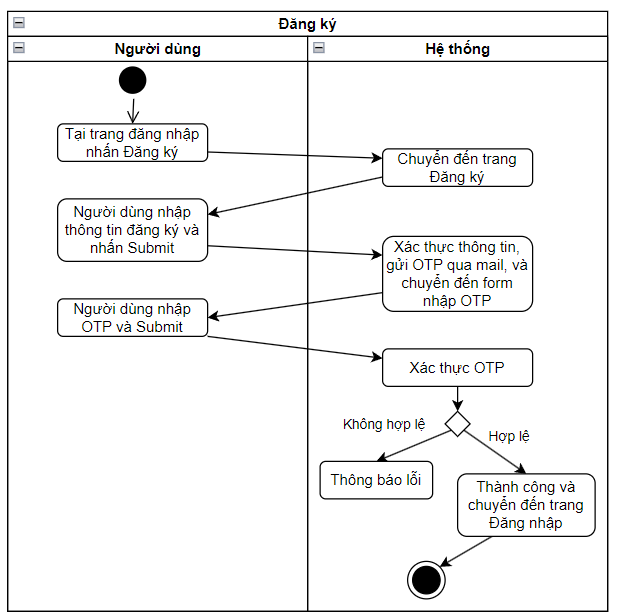 Đăng ký
Người dùng
Hệ thống
Tại trang đăng nhập
nhấn Đăng ký
Chuyển đến trang
Đăng ký
Người dùng nhập
thông tin đăng ký và
nhấn Submit
Xác thực thông tin,
gửi OTP qua mail, và
chuyển đến form
nhập OTP
Người dùng nhập
OTP và Submit
Xác thực OTP
Không hợp lệ
Hợp lệ
Thông báo lỗi
Thành công và
chuyển đến trang
Đăng nhập